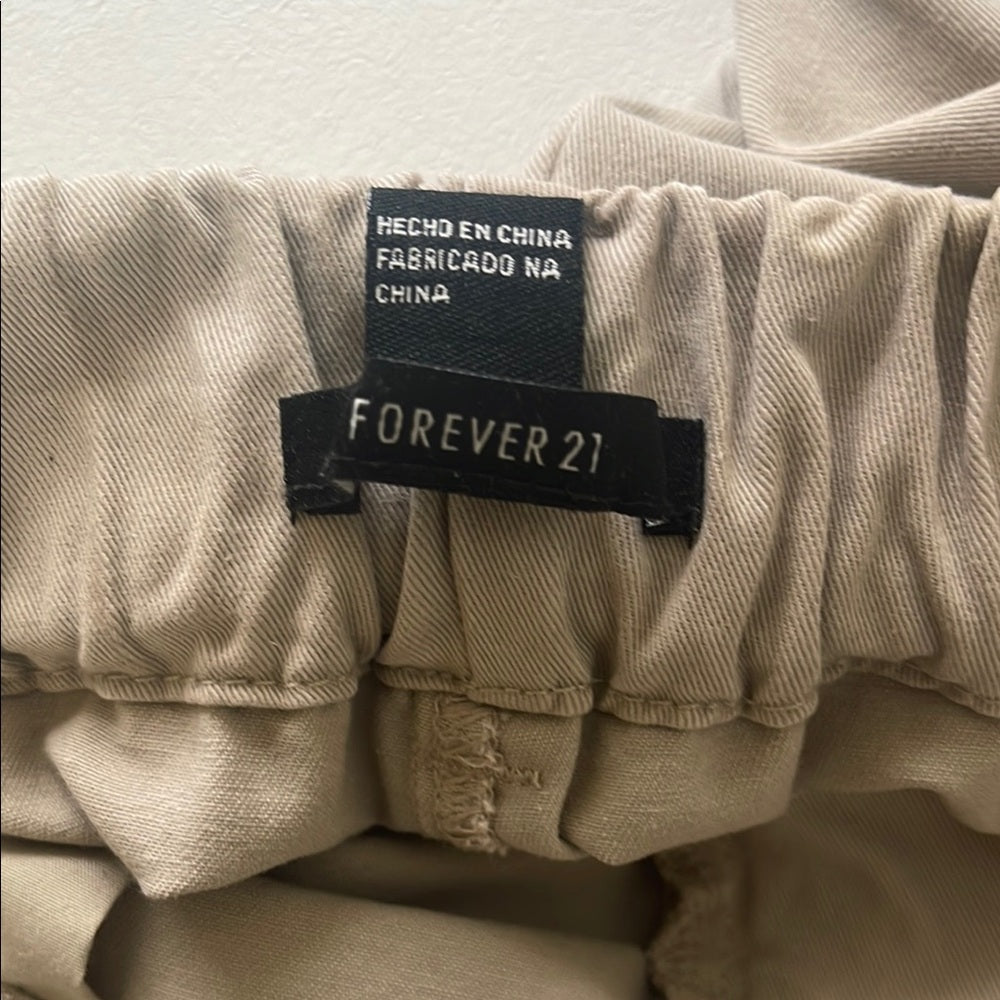 HECHO EN CHINA
FABRICADO NA
CHINA
FOREVER 21